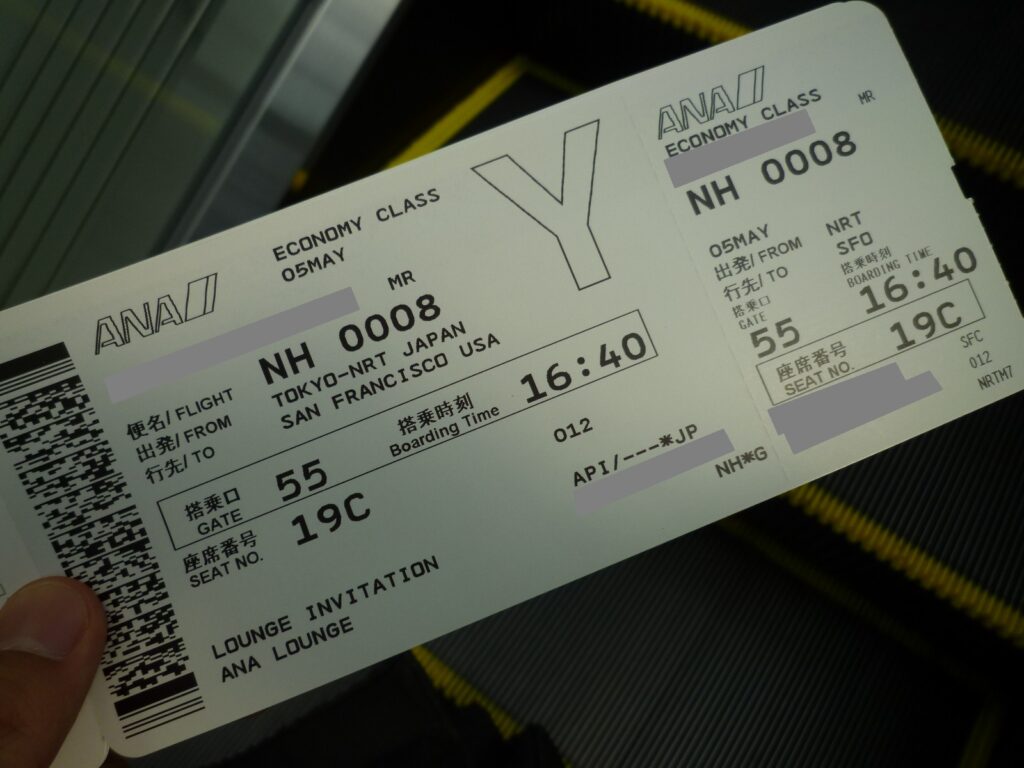 ANA
ECONOMY CLASS
05MAY
Y
MR
便名/FLIGHT NH 0008
出発/FROM TOKYO-NRT JAPAN
行先/TO SAN FRANCISCO USA
搭乗口 GATE 55 搭乗時刻 Boarding Time 16:40
座席番号 SEAT NO. 19C
012
API/---*JP
NH*G
LOUNGE INVITATION
ANA LOUNGE
ANA
ECONOMY CLASS
MR
NH 0008
05MAY
出発/FROM NRT
行先/TO SFO
搭乗口 GATE 55
搭乗時刻 BOARDING TIME 16:40
座席番号 SEAT NO. 19C
SFC
012
NRTM7